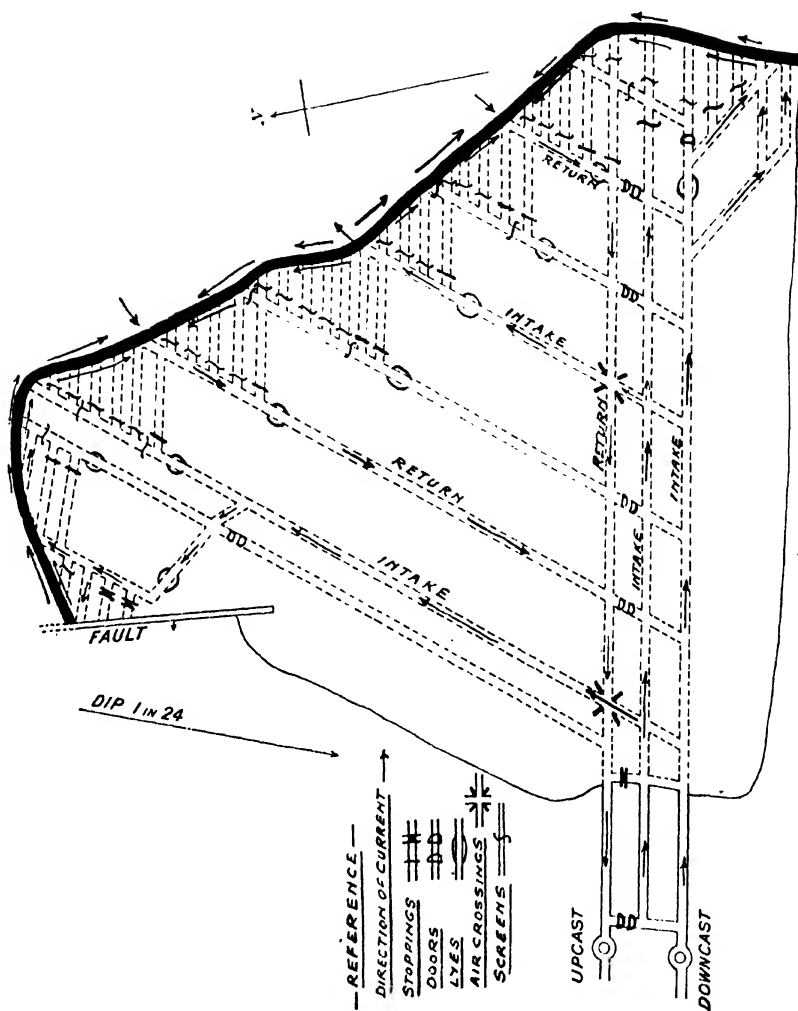 N
RETURN
INTAKE
RETURN
RETURN
INTAKE
INTAKE
INTAKE
FAULT
DIP 1 IN 24
— REFERENCE —
DIRECTION OF CURRENT
STOPPINGS
DOORS
LYES
AIR CROSSINGS
SCREENS
UPCAST
DOWNCAST